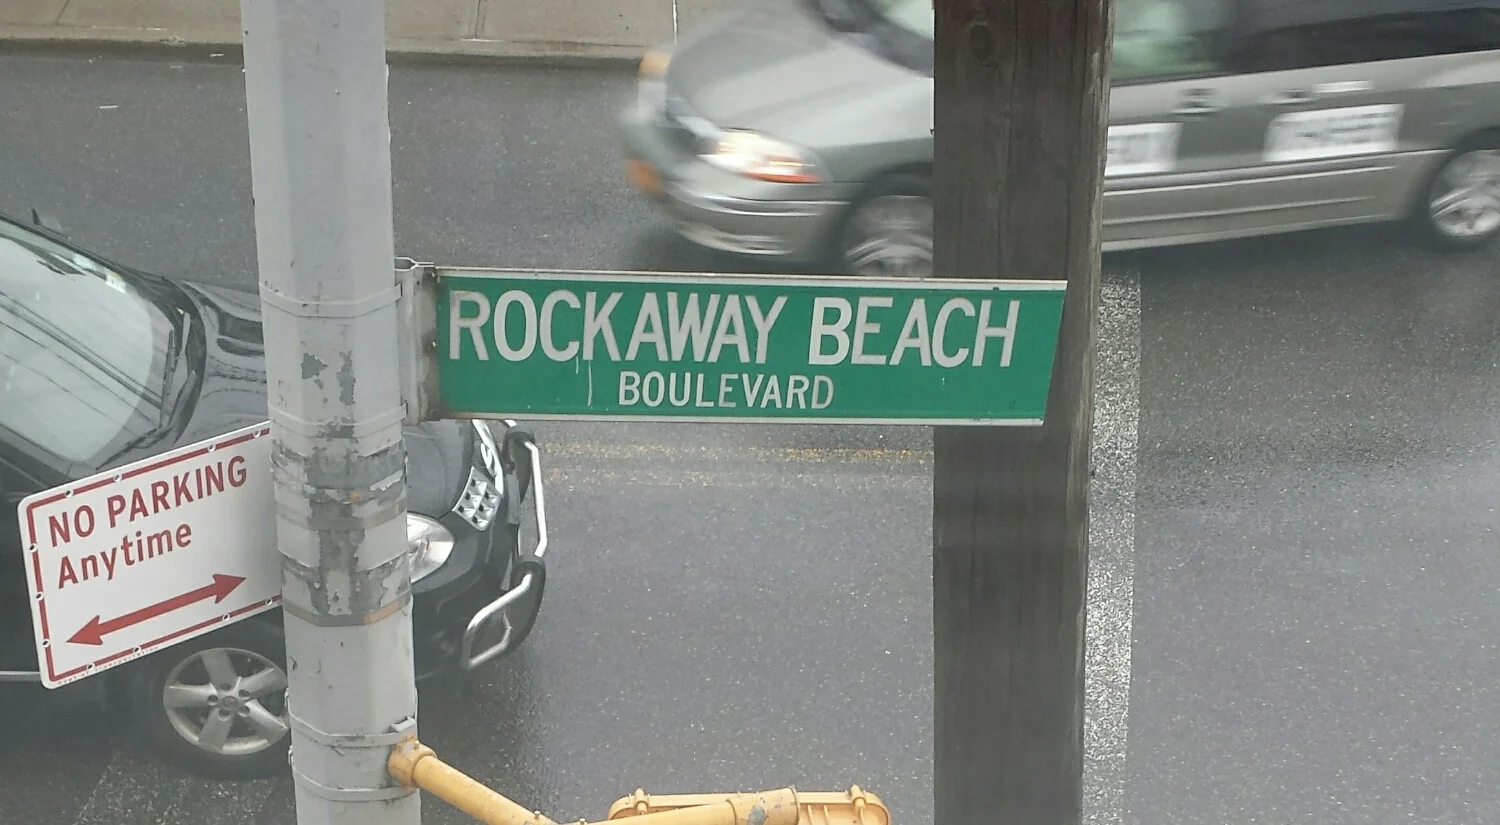 ROCKAWAY BEACH
BOULEVARD
NO PARKING
Anytime